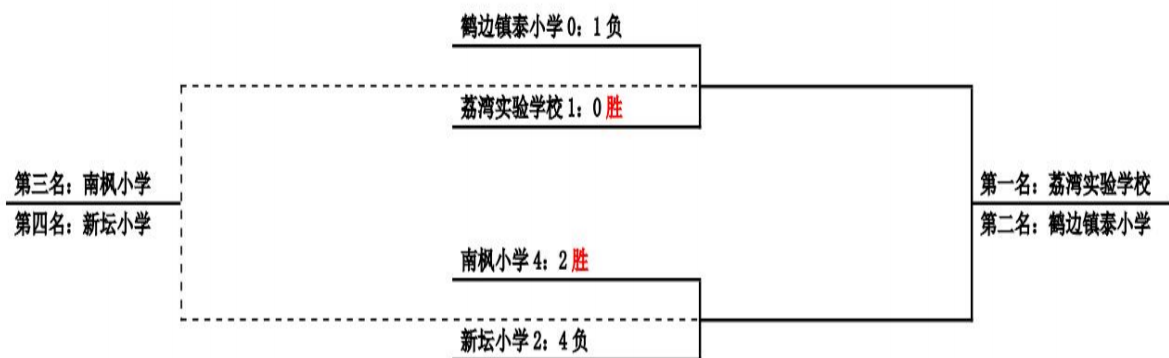 鹤边镇泰小学 0：1 负
荔湾实验学校 1：0 胜
第三名：南枫小学
第四名：新坛小学
第一名：荔湾实验学校
第二名：鹤边镇泰小学
南枫小学 4：2 胜
新坛小学 2：4 负